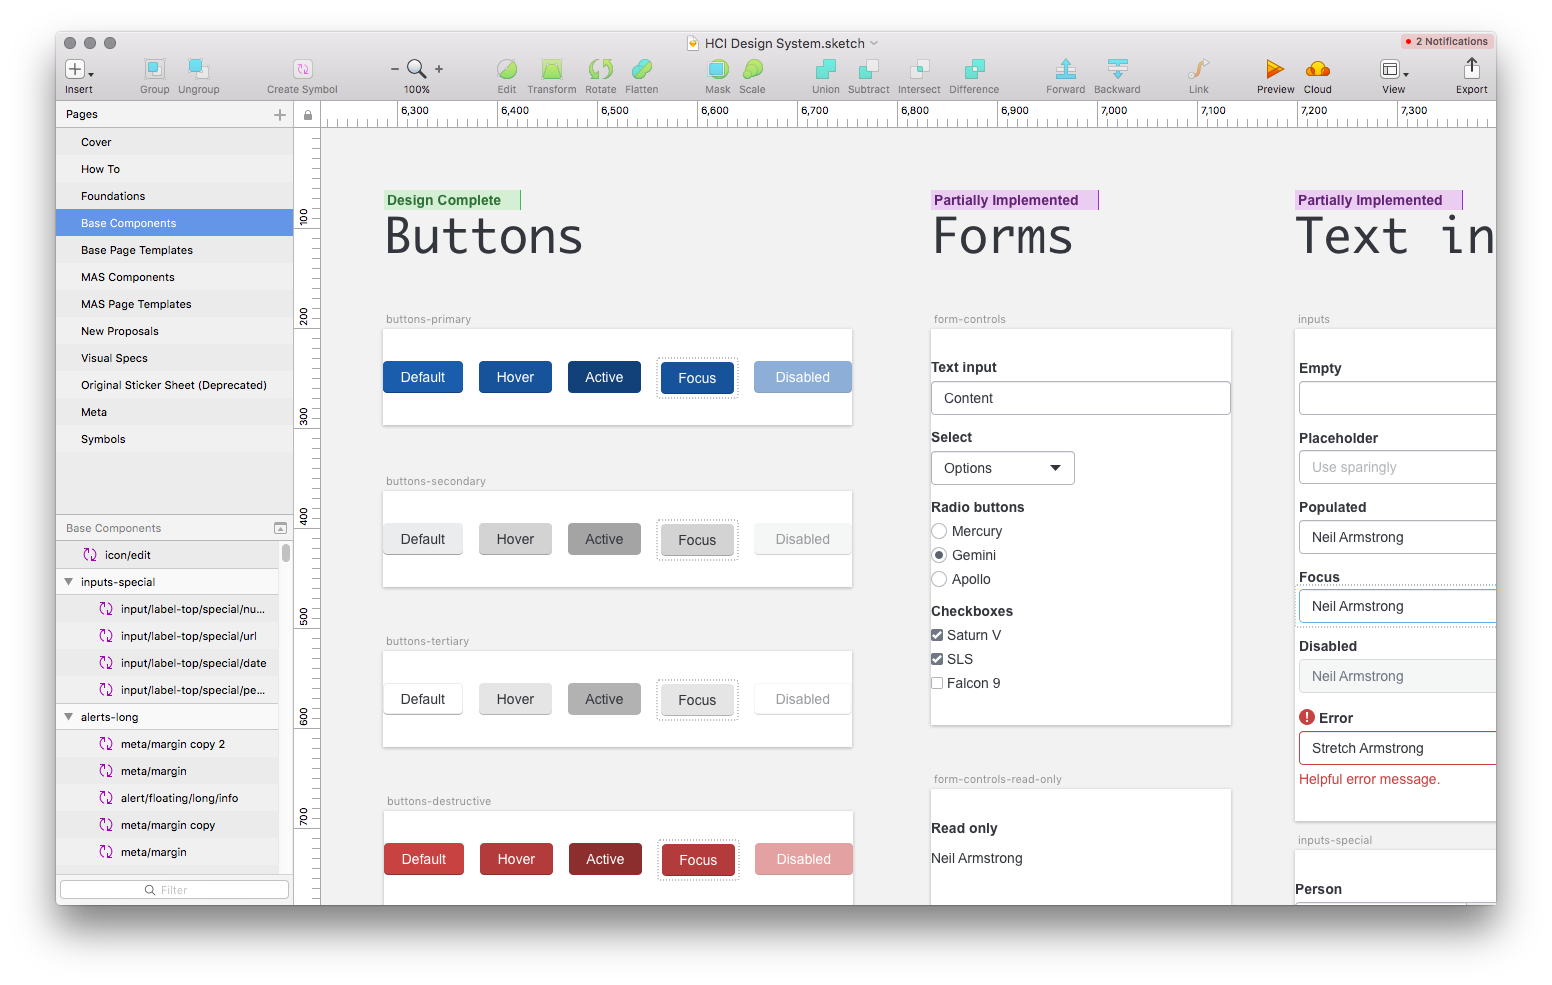 HCI Design System.sketch
2 Notifications
Insert
Group
Ungroup
Create Symbol
100%
Edit
Transform
Rotate
Flatten
Mask
Scale
Union
Subtract
Intersect
Difference
Forward
Backward
Link
Preview
Cloud
View
Export
Pages
6,300 6,400 6,500 6,600 6,700 6,800 6,900 7,000 7,100 7,200 7,300
Cover
How To
Foundations
Base Components
Base Page Templates
MAS Components
MAS Page Templates
New Proposals
Visual Specs
Original Sticker Sheet (Deprecated)
Meta
Symbols
Base Components
icon/edit
inputs-special
input/label-top/special/nu...
input/label-top/special/url
input/label-top/special/date
input/label-top/special/pe...
alerts-long
meta/margin copy 2
meta/margin
alert/floating/long/info
meta/margin copy
meta/margin
Filter
100
200
300
400
500
600
700
Design Complete
Buttons
buttons-primary
Default Hover Active Focus Disabled
buttons-secondary
Default Hover Active Focus Disabled
buttons-tertiary
Default Hover Active Focus Disabled
buttons-destructive
Default Hover Active Focus Disabled
Partially Implemented
Forms
form-controls
Text input
Content
Select
Options
Radio buttons
Mercury
Gemini
Apollo
Checkboxes
Saturn V
SLS
Falcon 9
form-controls-read-only
Read only
Neil Armstrong
Partially Implemented
Text in
inputs
Empty
Placeholder
Use sparingly
Populated
Neil Armstrong
Focus
Neil Armstrong
Disabled
Neil Armstrong
Error
Stretch Armstrong
Helpful error message.
inputs-special
Person